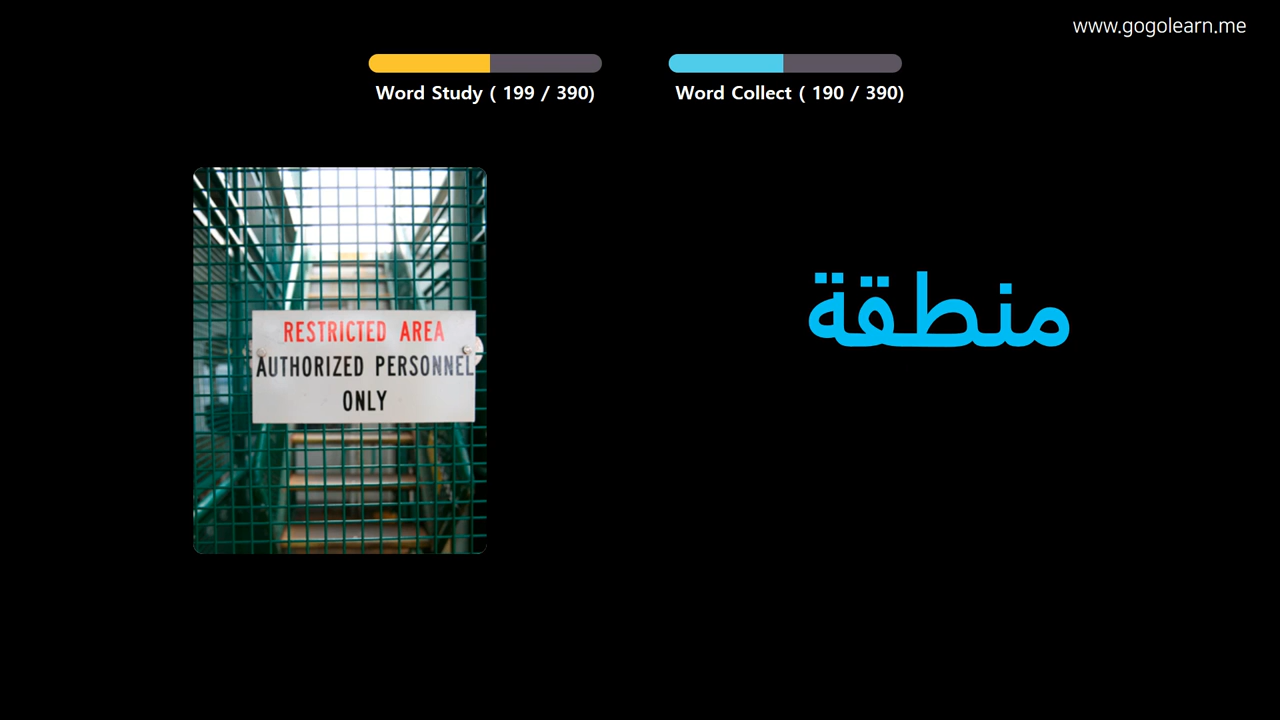 www.gogolearn.me
Word Study ( 199 / 390)
Word Collect ( 190 / 390)
RESTRICTED AREA
AUTHORIZED PERSONNEL
ONLY
منطقة